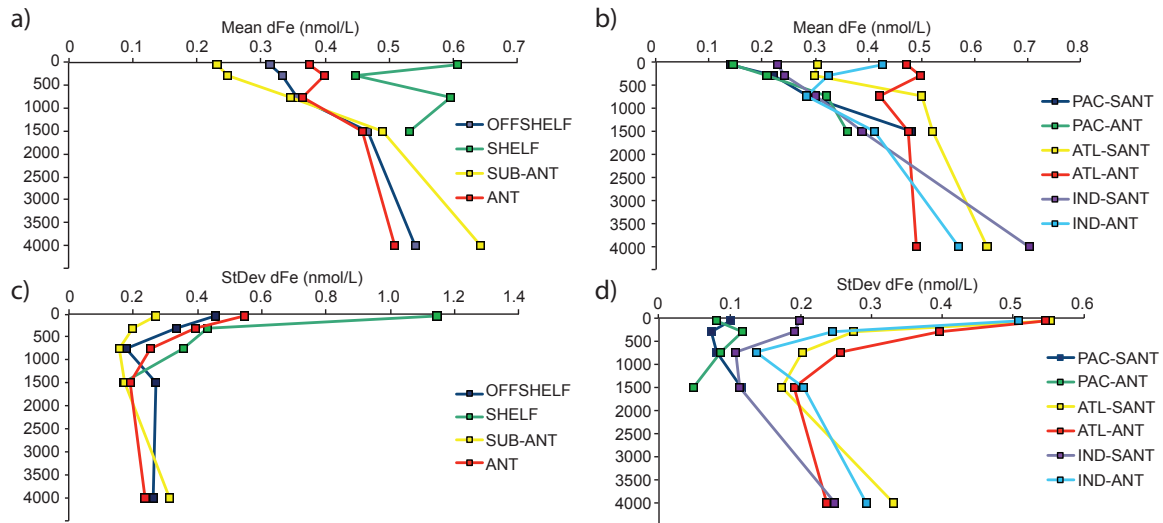 a)
Mean dFe (nmol/L)
0 0.1 0.2 0.3 0.4 0.5 0.6 0.7
0
500
1000
1500
2000
2500
3000
3500
4000
OFFSHELF
SHELF
SUB-ANT
ANT
b)
Mean dFe (nmol/L)
0 0.1 0.2 0.3 0.4 0.5 0.6 0.7 0.8
0
500
1000
1500
2000
2500
3000
3500
4000
PAC-SANT
PAC-ANT
ATL-SANT
ATL-ANT
IND-SANT
IND-ANT
c)
StDev dFe (nmol/L)
0 0.2 0.4 0.6 0.8 1.0 1.2 1.4
0
500
1000
1500
2000
2500
3000
3500
4000
OFFSHELF
SHELF
SUB-ANT
ANT
d)
StDev dFe (nmol/L)
0 0.1 0.2 0.3 0.4 0.5 0.6
0
500
1000
1500
2000
2500
3000
3500
4000
PAC-SANT
PAC-ANT
ATL-SANT
ATL-ANT
IND-SANT
IND-ANT